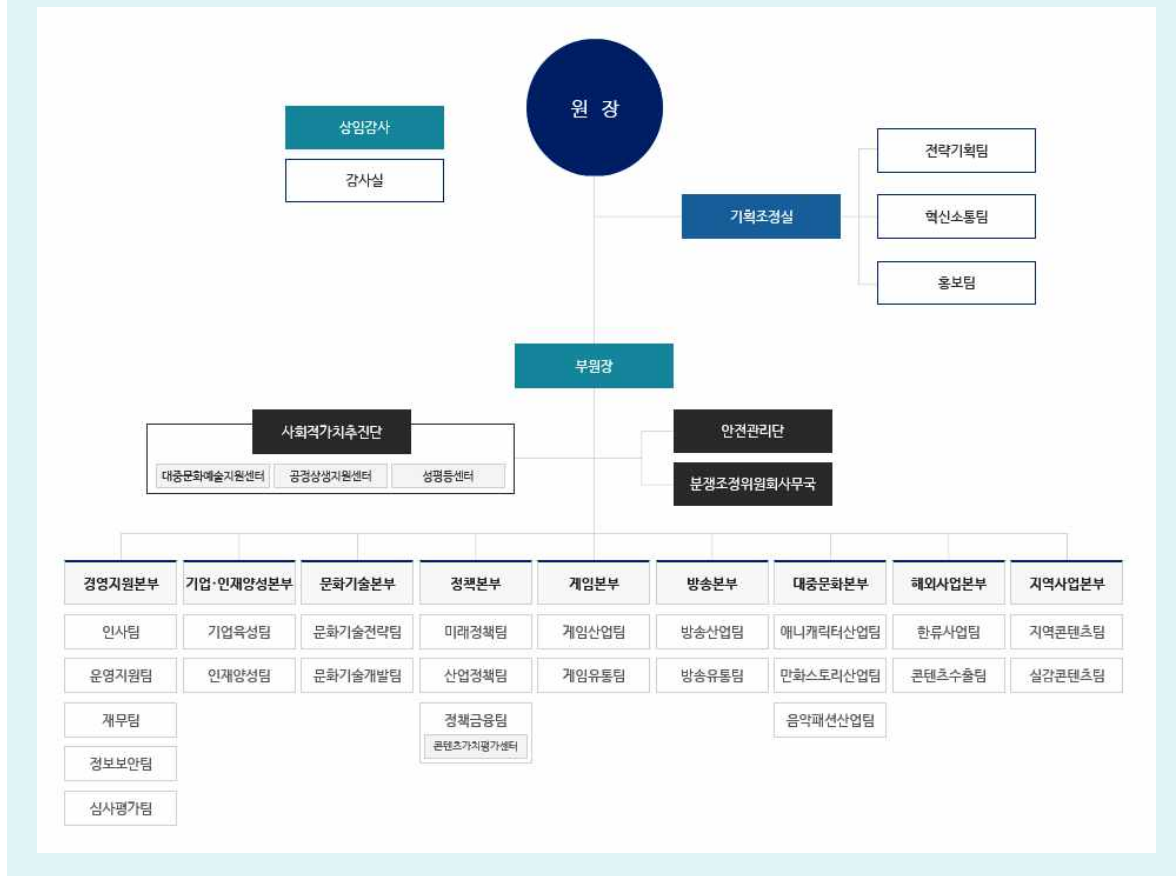 원 장
상임감사
감사실
기획조정실
전략기획팀
혁신소통팀
홍보팀
부원장
사회적가치추진단
대중문화예술지원센터
공정상생지원센터
성평등센터
안전관리단
분쟁조정위원회사무국
경영지원본부
인사팀
운영지원팀
재무팀
정보보안팀
심사평가팀
기업·인재양성본부
기업육성팀
인재양성팀
문화기술본부
문화기술전략팀
문화기술개발팀
정책본부
미래정책팀
산업정책팀
정책금융팀
콘텐츠가치평가센터
게임본부
게임산업팀
게임유통팀
방송본부
방송산업팀
방송유통팀
대중문화본부
애니캐릭터산업팀
만화스토리산업팀
음악패션산업팀
해외사업본부
한류사업팀
콘텐츠수출팀
지역사업본부
지역콘텐츠팀
실감콘텐츠팀